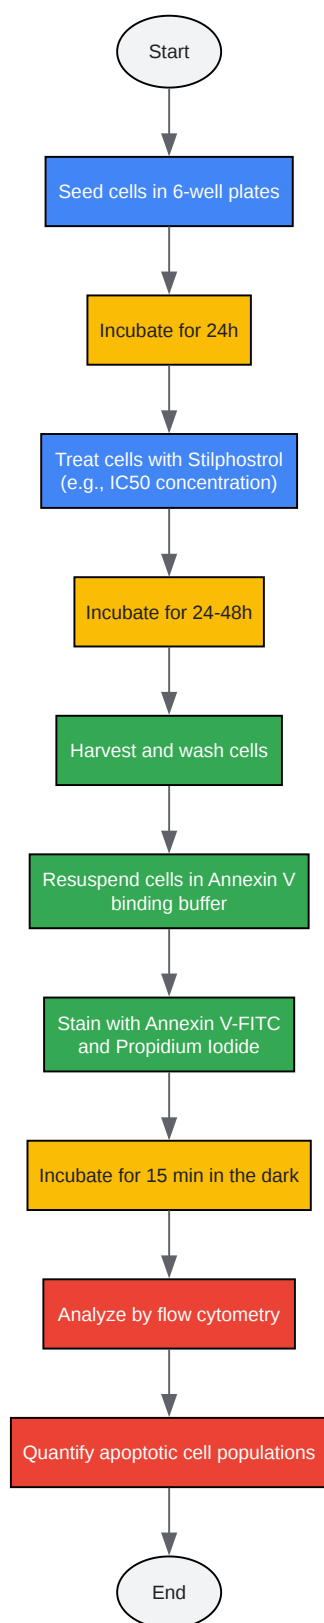 Start
Seed cells in 6-well plates
Incubate for 24h
Treat cells with Stilphostrol
(e.g., IC50 concentration)
Incubate for 24-48h
Harvest and wash cells
Resuspend cells in Annexin V
binding buffer
Stain with Annexin V-FITC
and Propidium Iodide
Incubate for 15 min in the dark
Analyze by flow cytometry
Quantify apoptotic cell populations
End